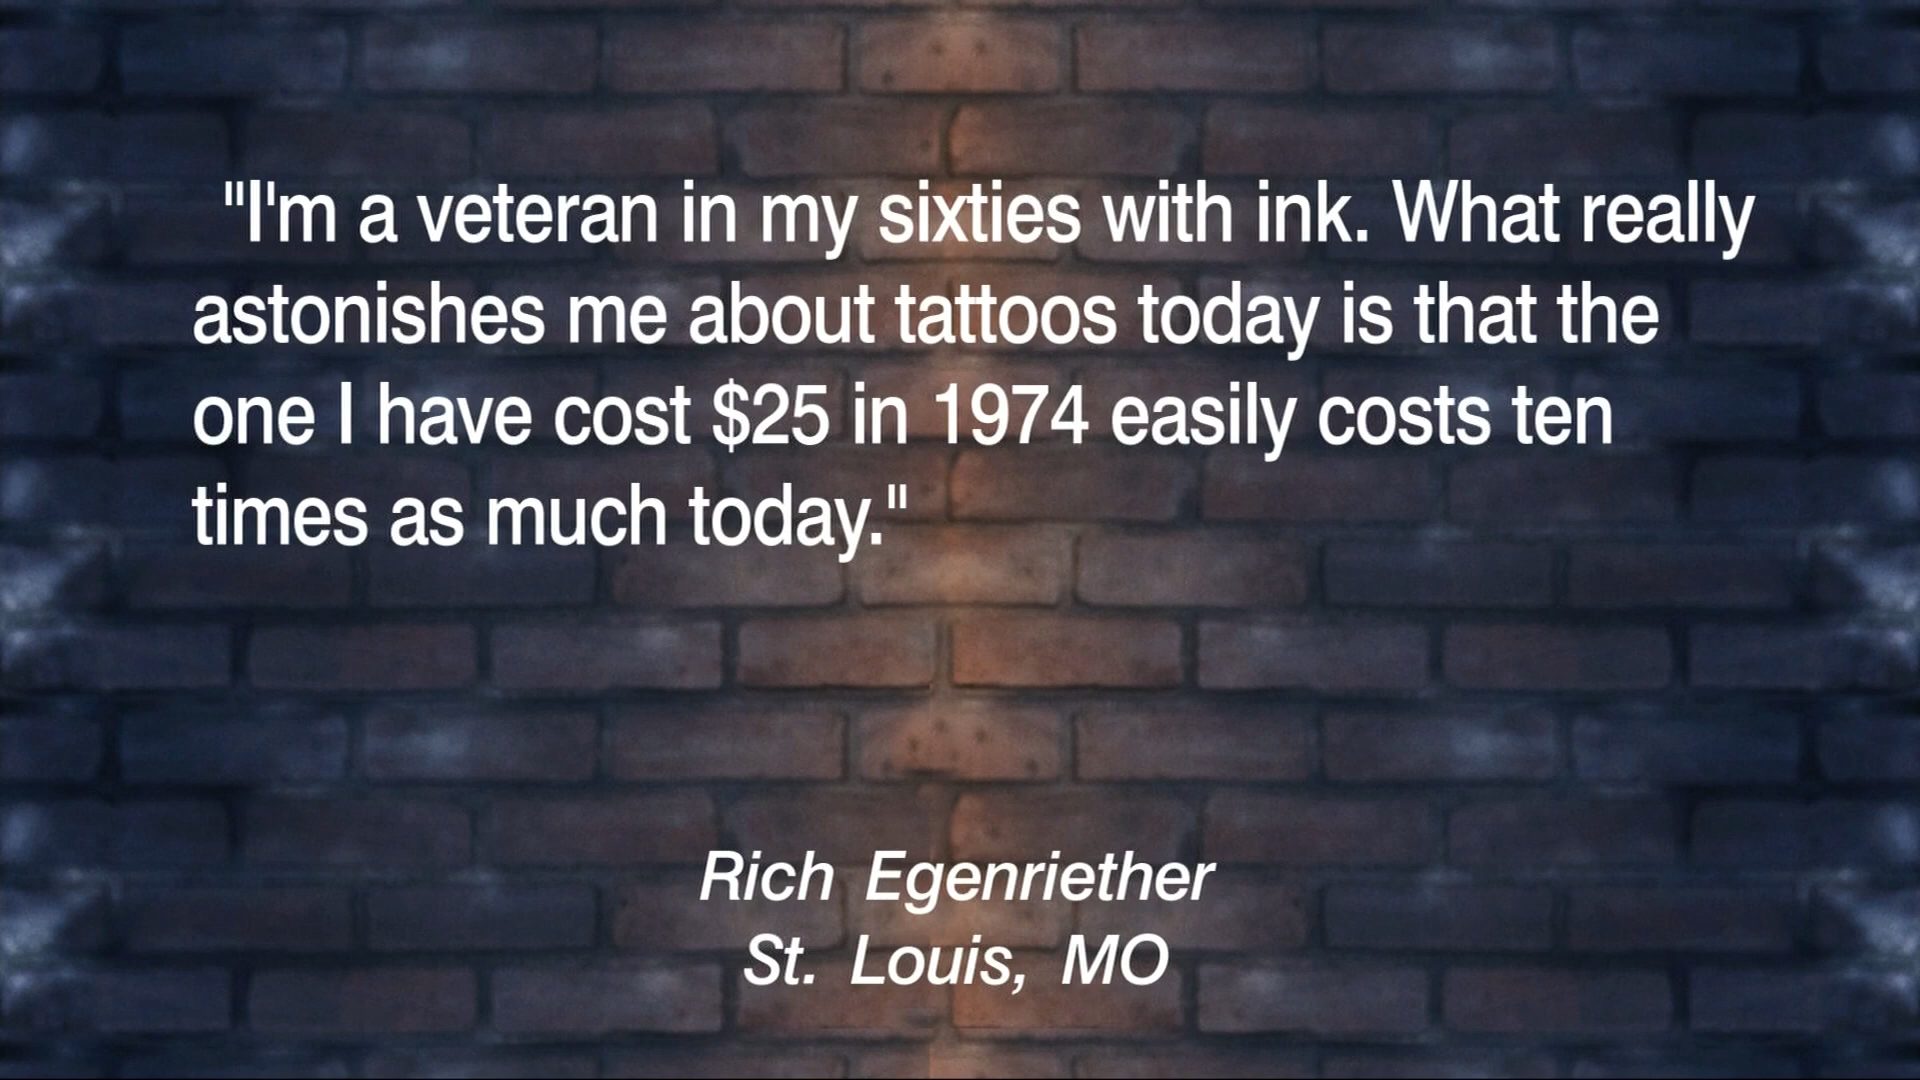 "I'm a veteran in my sixties with ink. What really
astonishes me about tattoos today is that the
one I have cost $25 in 1974 easily costs ten
times as much today."
Rich Egenriether
St. Louis, MO